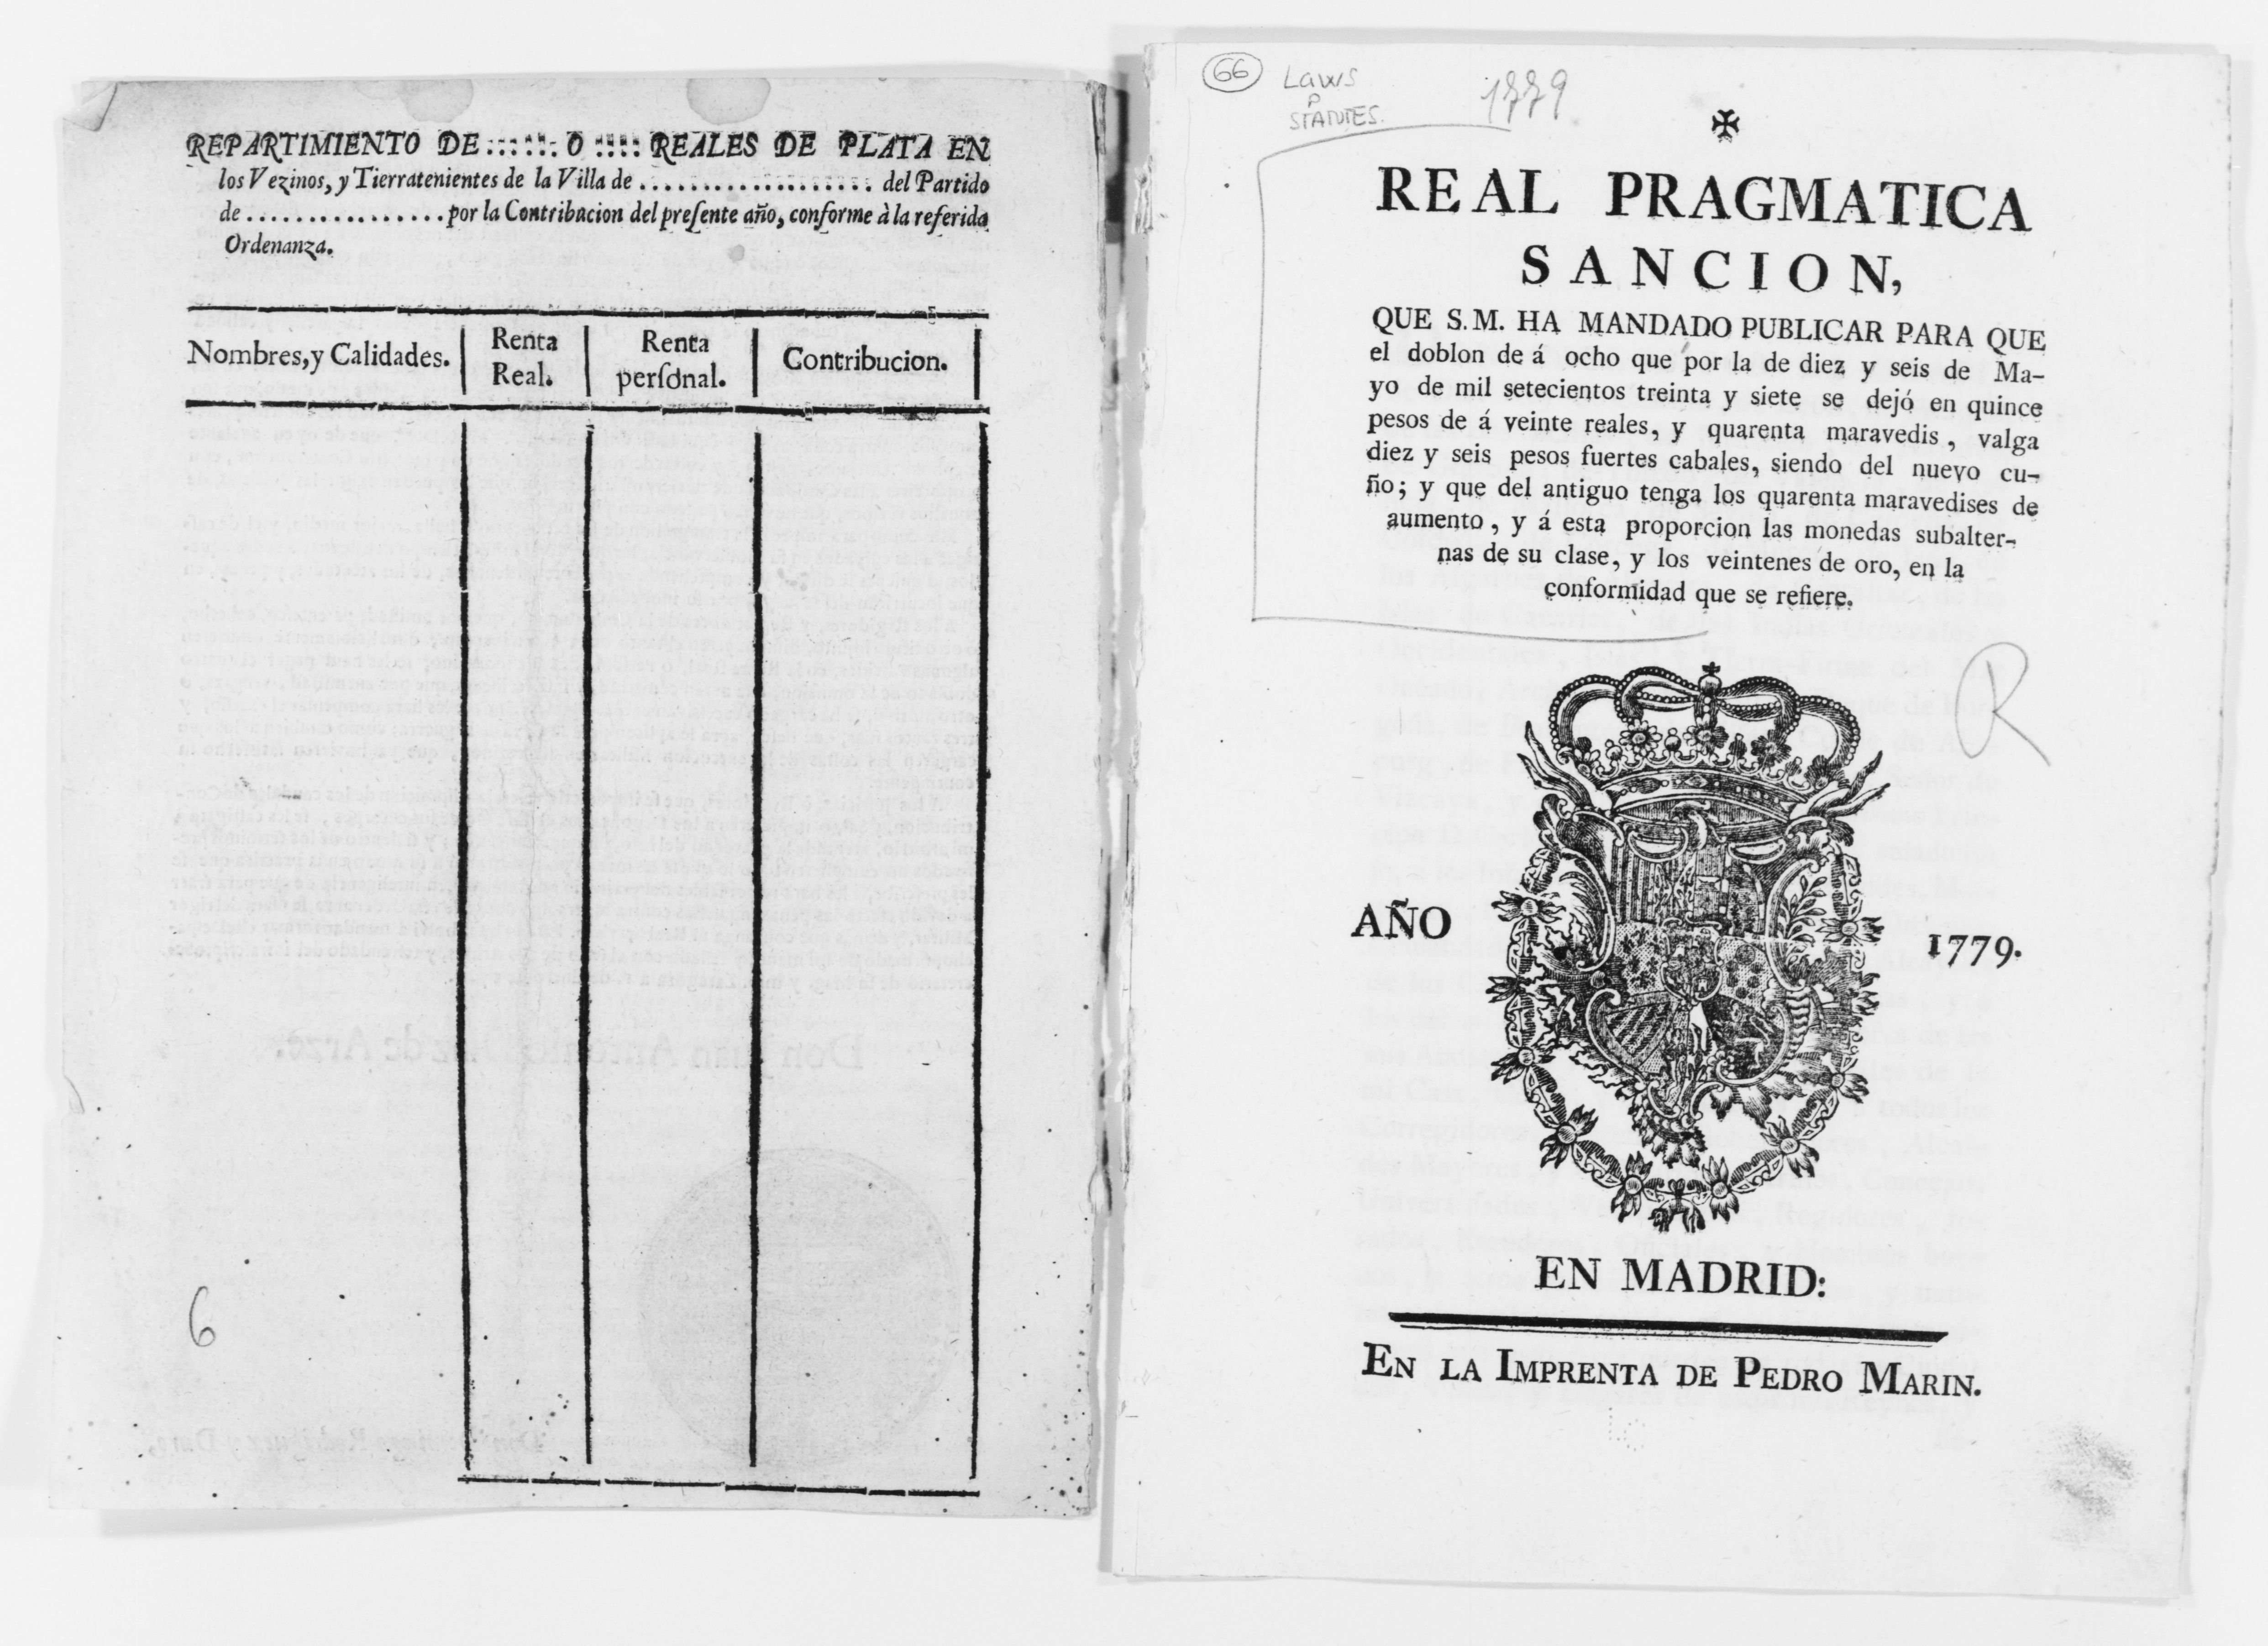 REPARTIMIENTO DE :::::: O :::: REALES DE PLATA EN
los Vezinos, y Tierratenientes de la Villa de ................... del Partido
de ................ por la Contribucion del preſente año, conforme à la referida
Ordenanza.
Nombres, y Calidades.
Renta
Real.
Renta
perſonal.
Contribucion.
6
66
Laws
P
STATUTES.
1779
✠
REAL PRAGMATICA
SANCION,
QUE S.M. HA MANDADO PUBLICAR PARA QUE
el doblon de á ocho que por la de diez y seis de Ma-
yo de mil setecientos treinta y siete se dejó en quince
pesos de á veinte reales, y quarenta maravedis, valga
diez y seis pesos fuertes cabales, siendo del nuevo cu-
ño; y que del antiguo tenga los quarenta maravedises de
aumento, y á esta proporcion las monedas subalter-
nas de su clase, y los veintenes de oro, en la
conformidad que se refiere.
R
AÑO 1779.
EN MADRID:
EN LA IMPRENTA DE PEDRO MARIN.